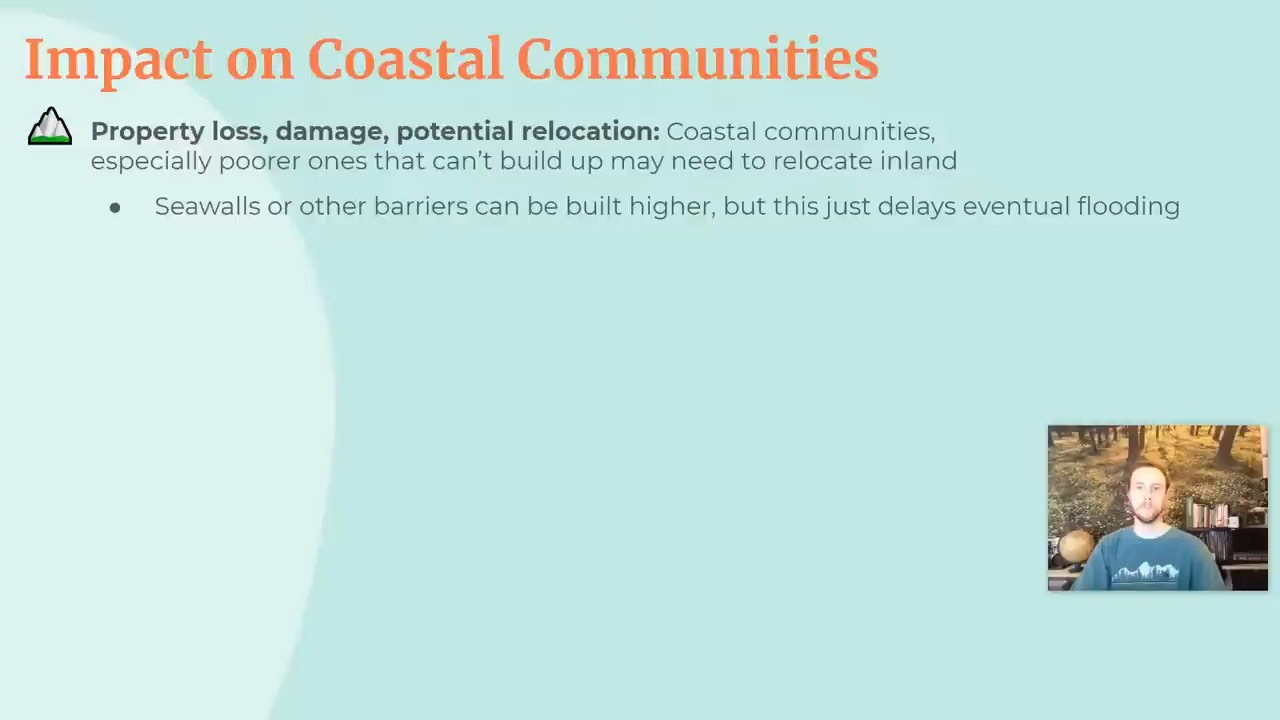 Impact on Coastal Communities
Property loss, damage, potential relocation: Coastal communities,
especially poorer ones that can’t build up may need to relocate inland
● Seawalls or other barriers can be built higher, but this just delays eventual flooding